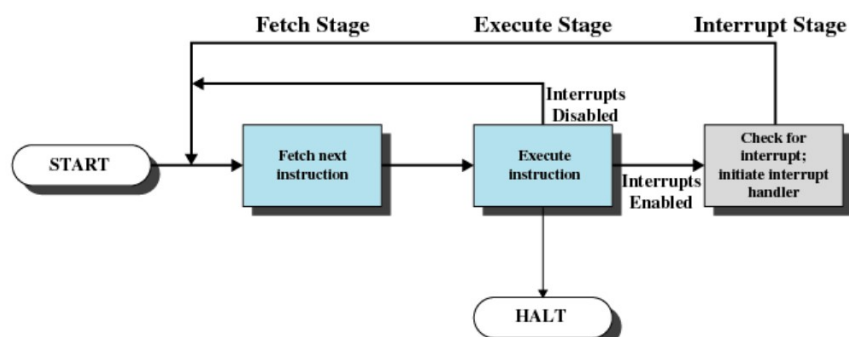 Fetch Stage
Execute Stage
Interrupt Stage
START
Fetch next
instruction
Execute
instruction
Interrupts
Disabled
Interrupts
Enabled
Check for
interrupt;
initiate interrupt
handler
HALT